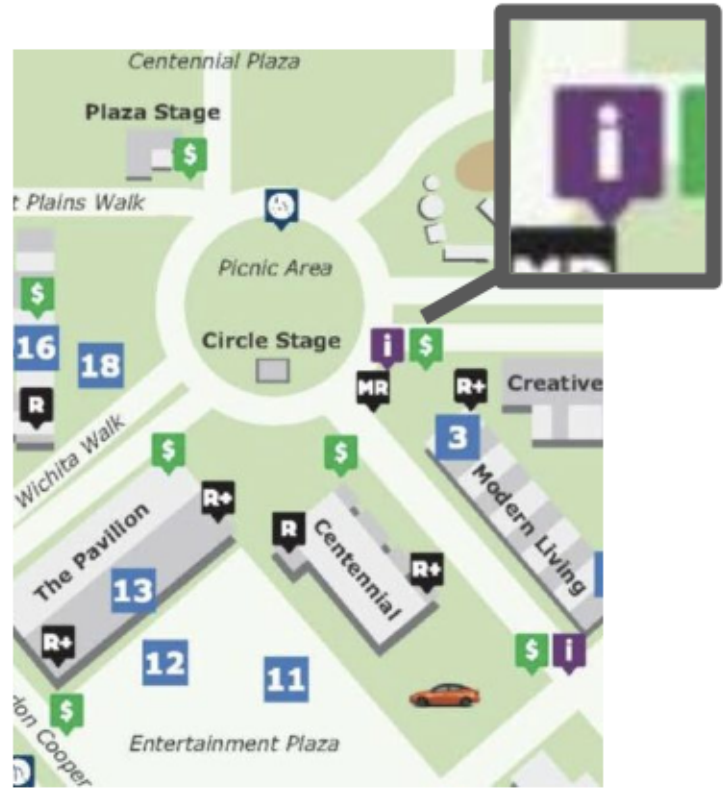 Centennial Plaza
Plaza Stage
$
t Plains Walk
Picnic Area
$
Circle Stage
i $
16
18
MR
R+
Creative
R
3
Wichita Walk
$
$
Modern Living
R+
The Pavilion
R
Centennial
R+
13
R+
12
11
$ i
$
don Cooper
Entertainment Plaza
i
MR